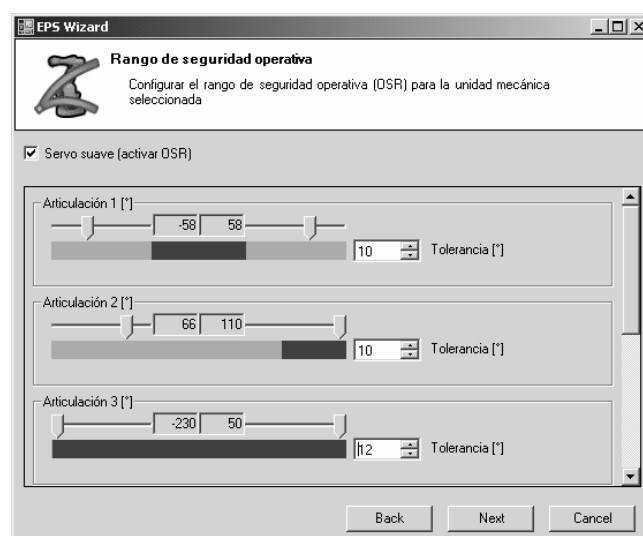 EPS Wizard
Rango de seguridad operativa
Configurar el rango de seguridad operativa (OSR) para la unidad mecánica
seleccionada
Servo suave (activar OSR)
Articulación 1 [°]
-58 58
10 Tolerancia [°]
Articulación 2 [°]
66 110
10 Tolerancia [°]
Articulación 3 [°]
-230 50
12 Tolerancia [°]
Back Next Cancel